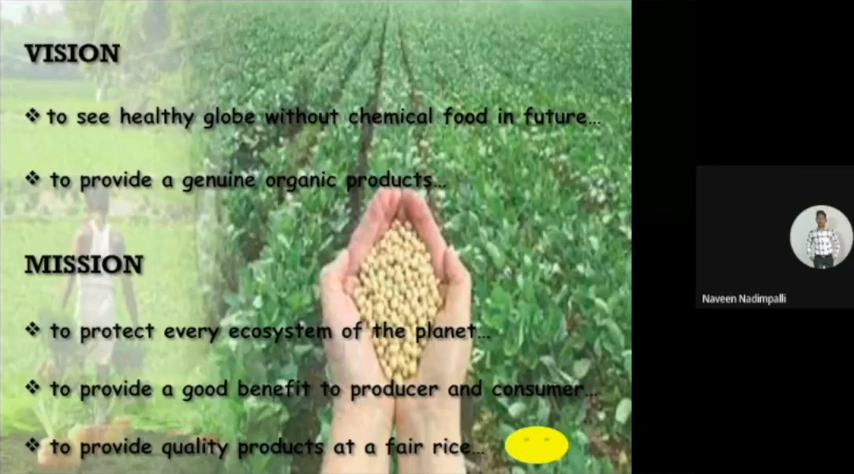 VISION
❖ to see healthy globe without chemical food in future...
❖ to provide a genuine organic products...
MISSION
❖ to protect every ecosystem of the planet...
❖ to provide a good benefit to producer and consumer...
❖ to provide quality products at a fair rice...
Naveen Nadimpalli